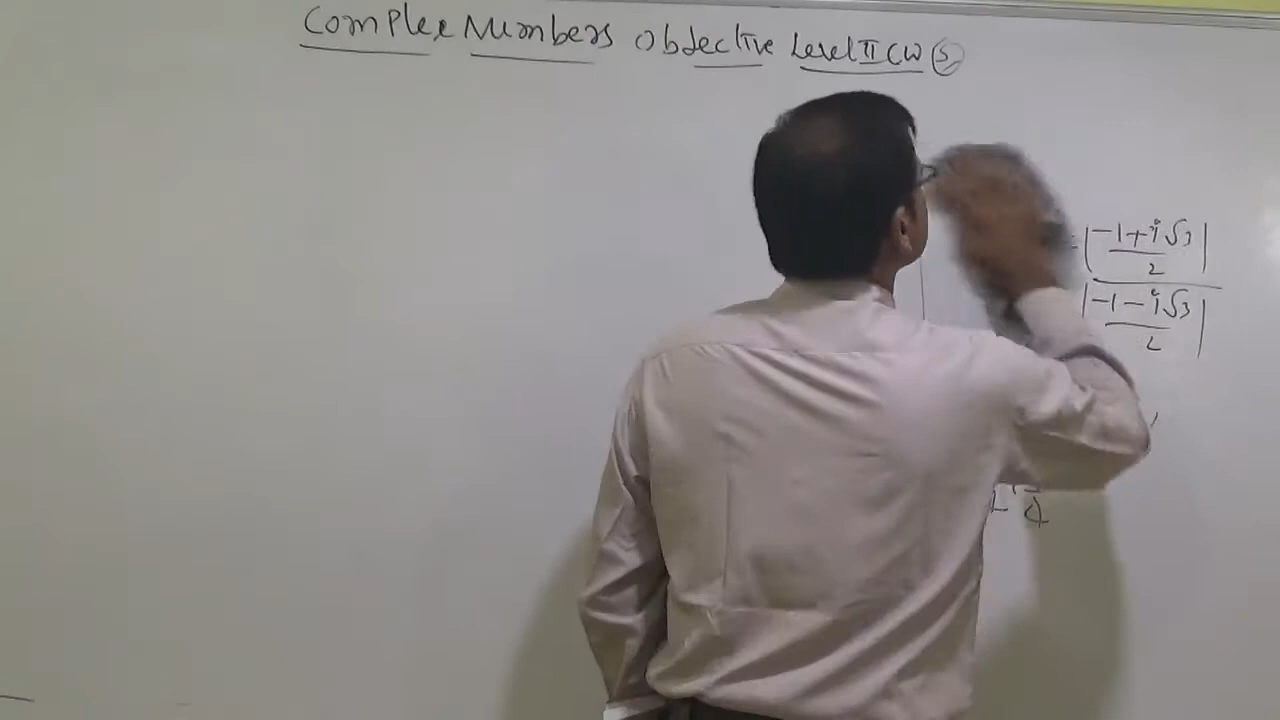 Complex Numbers Objective Level II CW (5)
= |(-1+i√3)/2|
|(-1-i√3)/2|